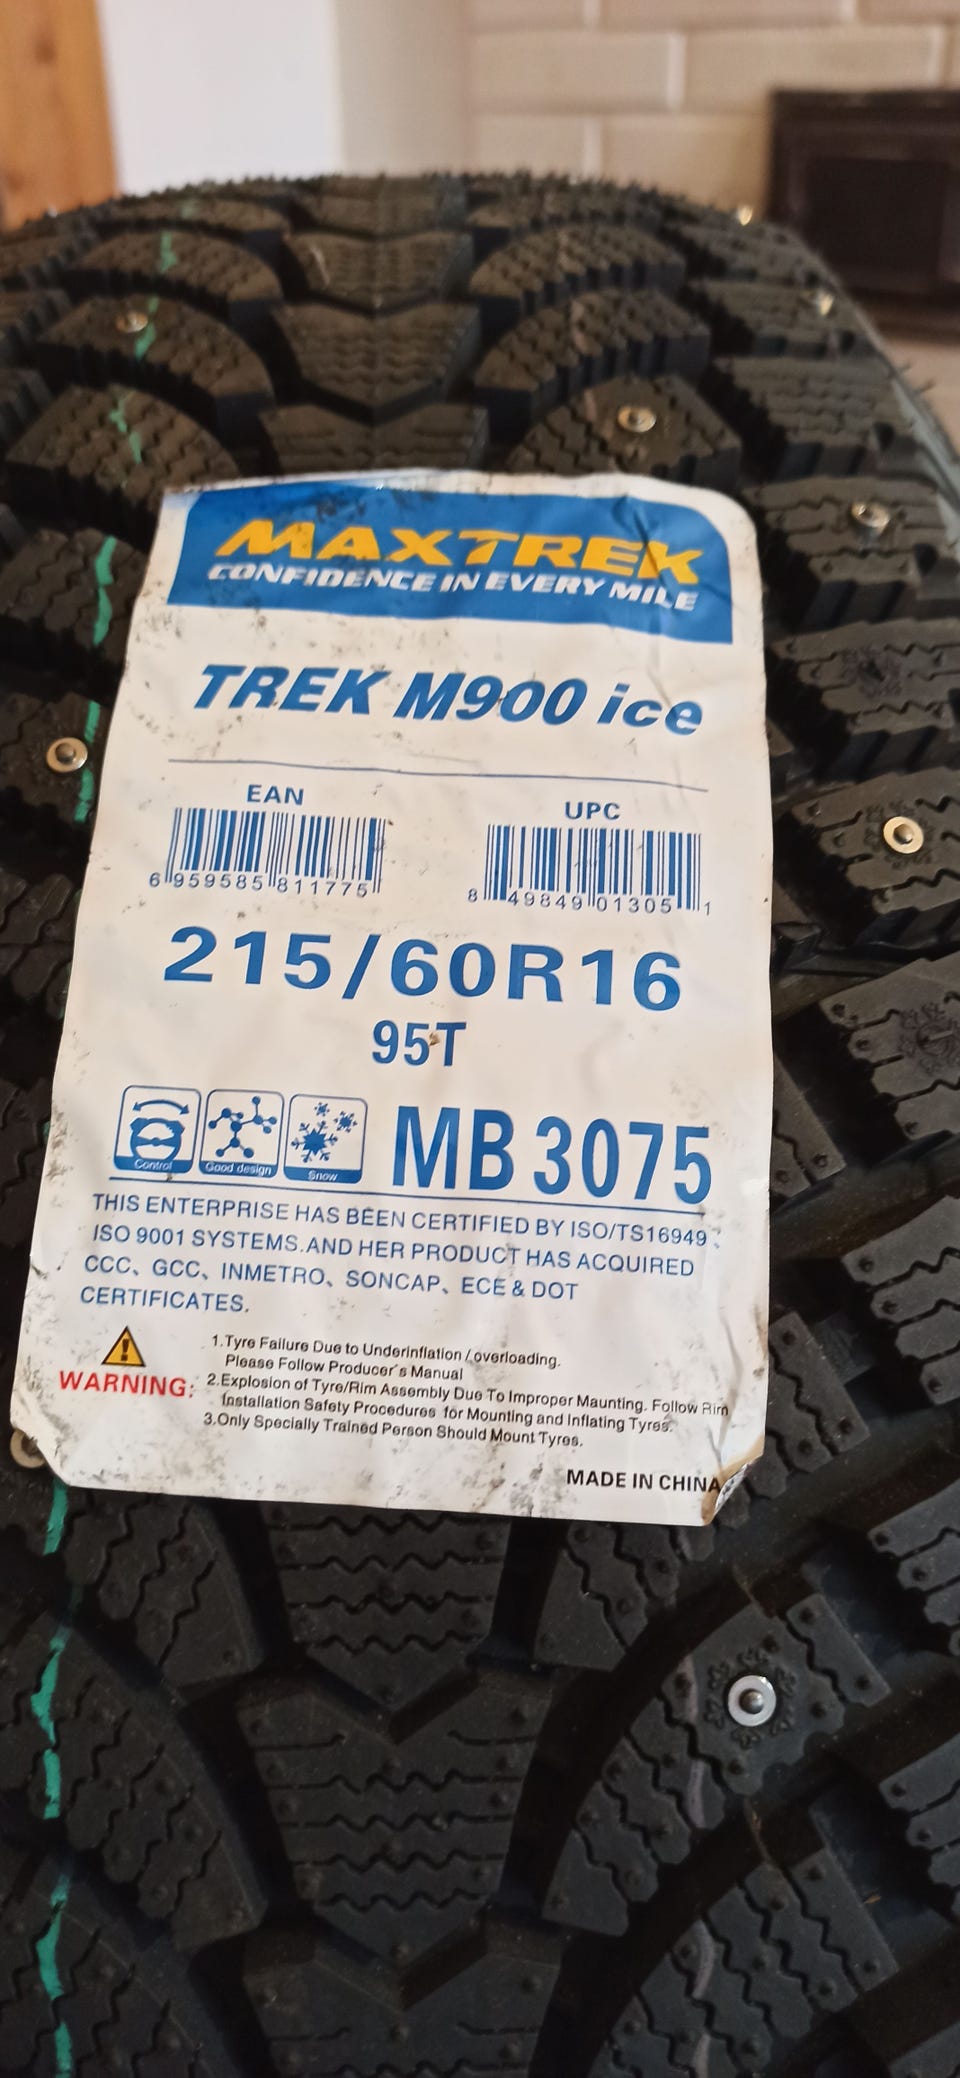 MAXTREK
CONFIDENCE IN EVERY MILE
TREK M900 ice
EAN
UPC
6 959585 811775
8 49849 01305 1
215/60R16
95T
Control
Good design
Snow
MB 3075
THIS ENTERPRISE HAS BEEN CERTIFIED BY ISO/TS16949、
ISO 9001 SYSTEMS.AND HER PRODUCT HAS ACQUIRED
CCC、GCC、INMETRO、SONCAP、ECE & DOT
CERTIFICATES.
WARNING:
1.Tyre Failure Due to Underinflation / overloading.
Please Follow Producer's Manual
2.Explosion of Tyre/Rim Assembly Due To Improper Maunting. Follow Rim
Installation Safety Procedures for Mounting and Inflating Tyres.
3.Only Specially Trained Person Should Mount Tyres.
MADE IN CHINA